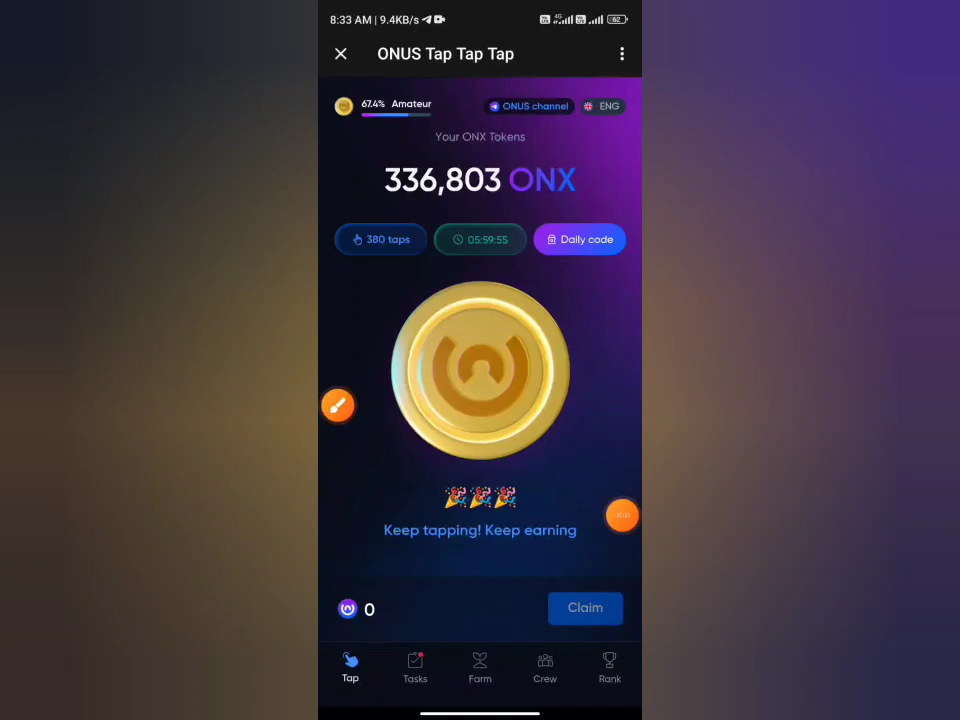 8:33 AM | 9.4KB/s
4G
62
ONUS Tap Tap Tap
67.4% Amateur
ONUS channel
ENG
Your ONX Tokens
336,803 ONX
380 taps
05:59:55
Daily code
Keep tapping! Keep earning
0
Claim
Tap
Tasks
Farm
Crew
Rank